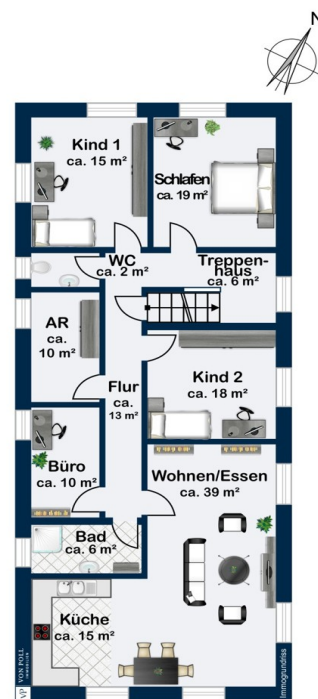 N
Kind 1
ca. 15 m²
Schlafen
ca. 19 m²
WC
ca. 2 m²
Treppen-
haus
ca. 6 m²
AR
ca.
10 m²
Flur
ca.
13 m²
Kind 2
ca. 18 m²
Büro
ca. 10 m²
Wohnen/Essen
ca. 39 m²
Bad
ca. 6 m²
Küche
ca. 15 m²
VP VON POLL
IMMOBILIEN
Immogrundriss